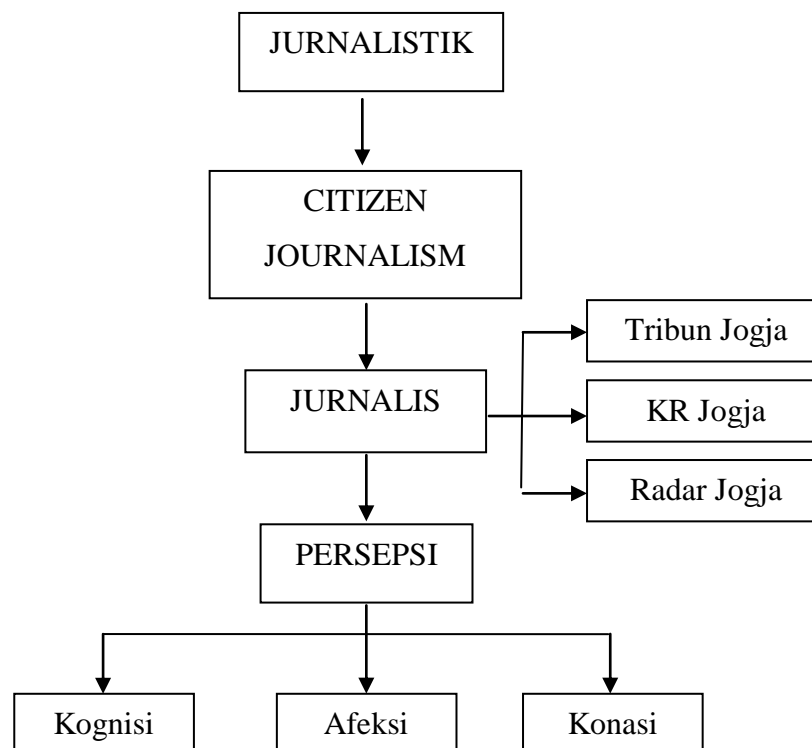 JURNALISTIK
CITIZEN
JOURNALISM
JURNALIS
Tribun Jogja
KR Jogja
Radar Jogja
PERSEPSI
Kognisi
Afeksi
Konasi